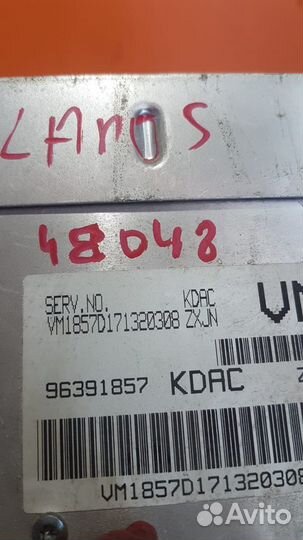 LANOS
48048
SERV.NO. KDAC
VM1857D171320308 ZXJN
VM
96391857 KDAC Z
VM1857D171320308
Avito